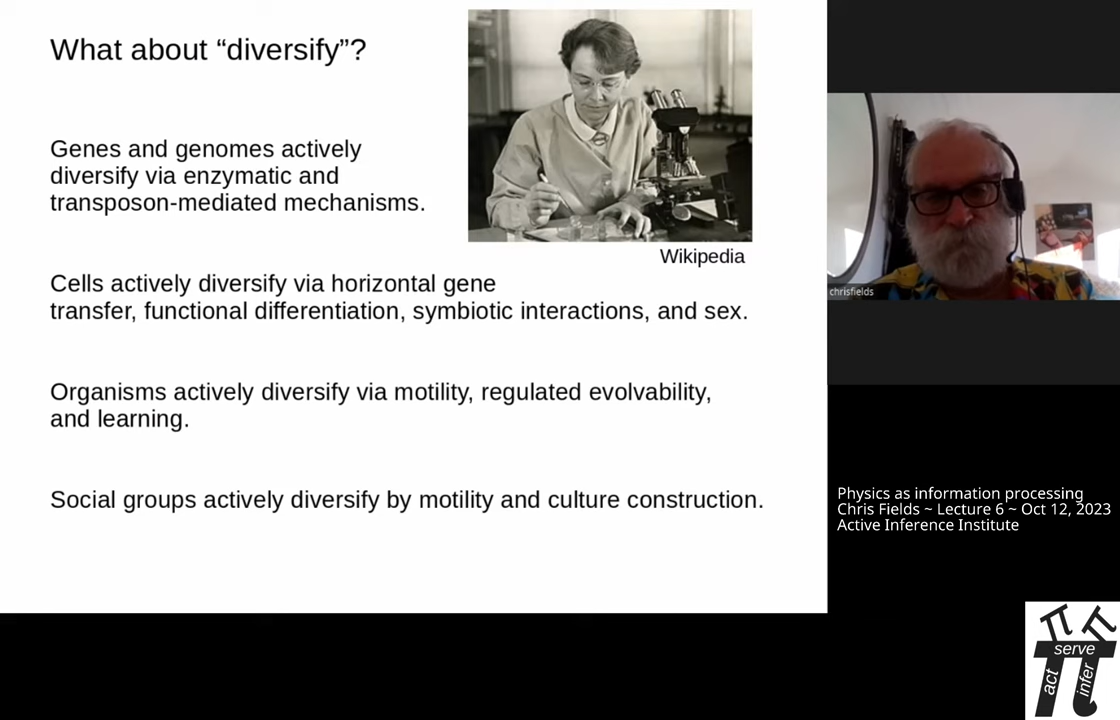 What about “diversify”?
Genes and genomes actively
diversify via enzymatic and
transposon-mediated mechanisms.
Wikipedia
Cells actively diversify via horizontal gene
transfer, functional differentiation, symbiotic interactions, and sex.
Organisms actively diversify via motility, regulated evolvability,
and learning.
Social groups actively diversify by motility and culture construction.
chrisfields
Physics as information processing
Chris Fields ~ Lecture 6 ~ Oct 12, 2023
Active Inference Institute
π π
serve
act
infer